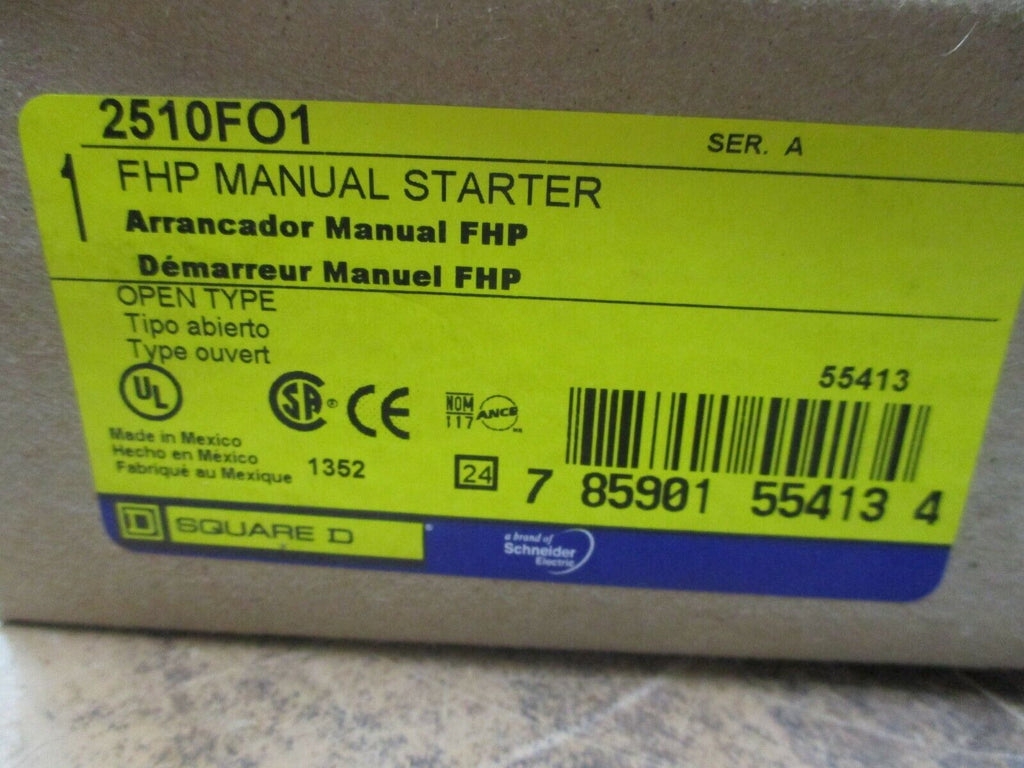 2510FO1
SER. A
1
FHP MANUAL STARTER
Arrancador Manual FHP
Démarreur Manuel FHP
OPEN TYPE
Tipo abierto
Type ouvert
UL
SA®
CE
NOM
117
ANCE
55413
Made in Mexico
Hecho en México
Fabriqué au Mexique
1352
24
7 85901 55413 4
D SQUARE D
a brand of
Schneider
Electric